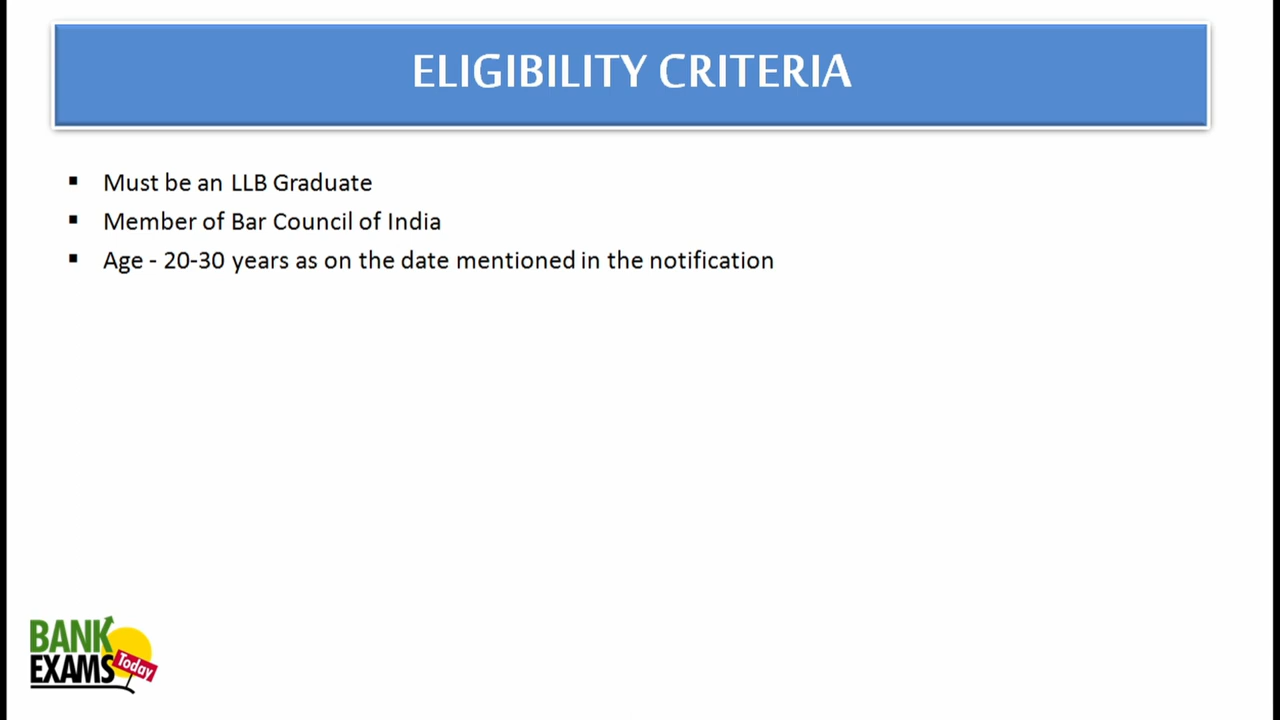 ELIGIBILITY CRITERIA
▪ Must be an LLB Graduate
▪ Member of Bar Council of India
▪ Age - 20-30 years as on the date mentioned in the notification
BANK
EXAMS
Today